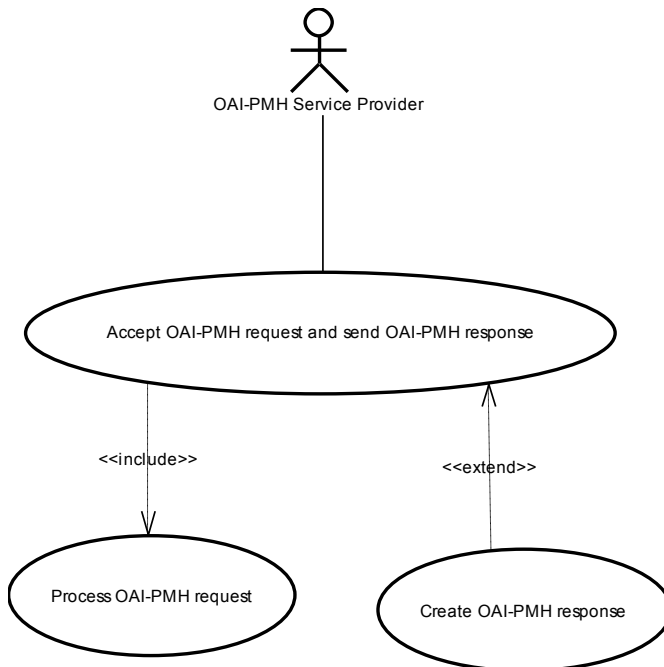 OAI-PMH Service Provider
Accept OAI-PMH request and send OAI-PMH response
<<include>>
<<extend>>
Process OAI-PMH request
Create OAI-PMH response